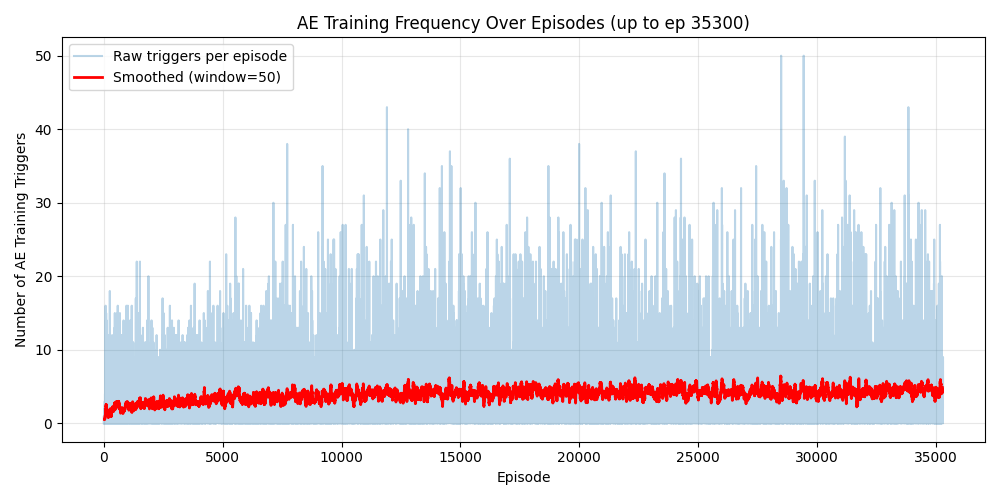 AE Training Frequency Over Episodes (up to ep 35300)
Raw triggers per episode
Smoothed (window=50)
Number of AE Training Triggers
50
40
30
20
10
0
0 5000 10000 15000 20000 25000 30000 35000
Episode